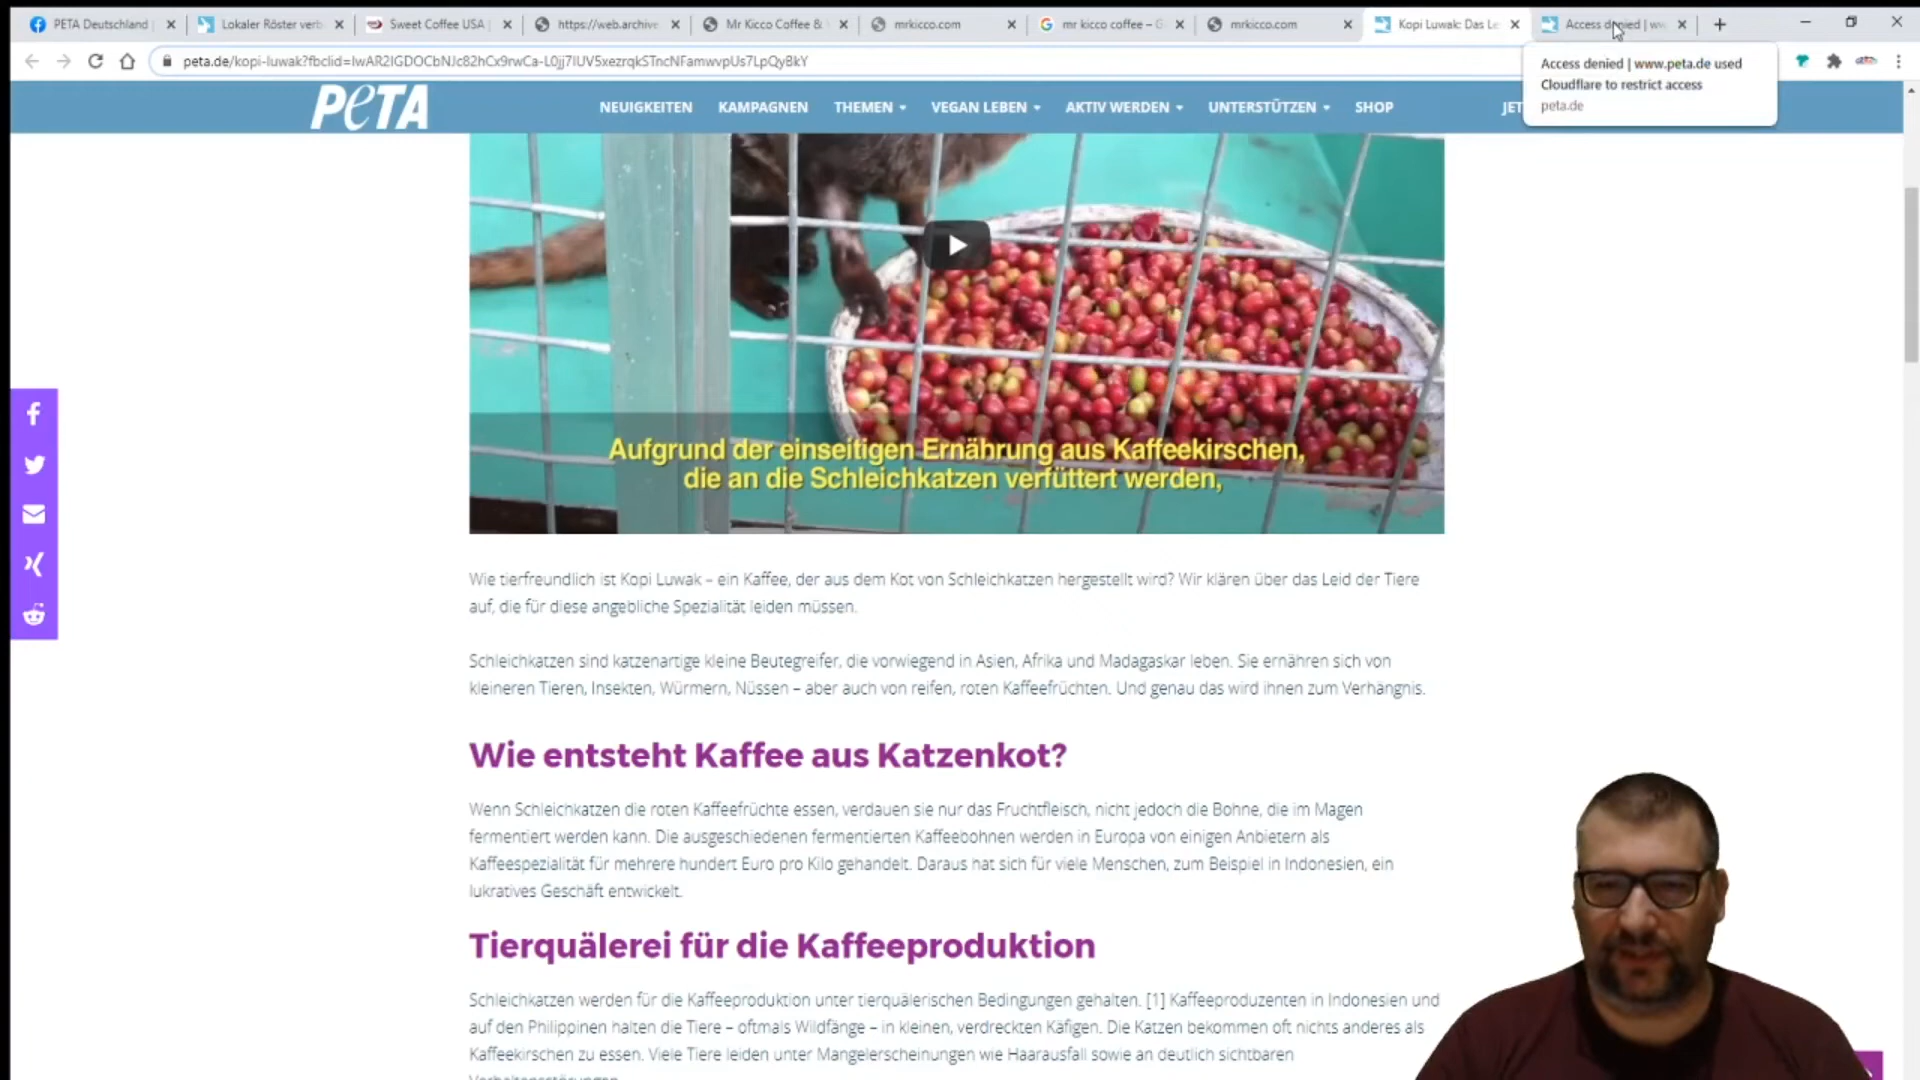 PETA Deutschland
Lokaler Röster verb
Sweet Coffee USA
https://web.archive
Mr Kicco Coffee &
mrkicco.com
mr kicco coffee – G
mrkicco.com
Kopi Luwak: Das Le
Access denied | ww
peta.de/kopi-luwak?fbclid=IwAR2IGDOCbNJc82hCx9rwCa-L0jj7IUV5xezrqkSTncNFamwvpUs7LpQyBkY
Access denied | www.peta.de used
Cloudflare to restrict access
peta.de
PETA
NEUIGKEITEN KAMPAGNEN THEMEN VEGAN LEBEN AKTIV WERDEN UNTERSTÜTZEN SHOP JET
Aufgrund der einseitigen Ernährung aus Kaffeekirschen,
die an die Schleichkatzen verfüttert werden,
Wie tierfreundlich ist Kopi Luwak – ein Kaffee, der aus dem Kot von Schleichkatzen hergestellt wird? Wir klären über das Leid der Tiere
auf, die für diese angebliche Spezialität leiden müssen.
Schleichkatzen sind katzenartige kleine Beutegreifer, die vorwiegend in Asien, Afrika und Madagaskar leben. Sie ernähren sich von
kleineren Tieren, Insekten, Würmern, Nüssen – aber auch von reifen, roten Kaffeefrüchten. Und genau das wird ihnen zum Verhängnis.
Wie entsteht Kaffee aus Katzenkot?
Wenn Schleichkatzen die roten Kaffeefrüchte essen, verdauen sie nur das Fruchtfleisch, nicht jedoch die Bohne, die im Magen
fermentiert werden kann. Die ausgeschiedenen fermentierten Kaffeebohnen werden in Europa von einigen Anbietern als
Kaffeespezialität für mehrere hundert Euro pro Kilo gehandelt. Daraus hat sich für viele Menschen, zum Beispiel in Indonesien, ein
lukratives Geschäft entwickelt.
Tierquälerei für die Kaffeeproduktion
Schleichkatzen werden für die Kaffeeproduktion unter tierquälerischen Bedingungen gehalten. [1] Kaffeeproduzenten in Indonesien und
auf den Philippinen halten die Tiere – oftmals Wildfänge – in kleinen, verdreckten Käfigen. Die Katzen bekommen oft nichts anderes als
Kaffeekirschen zu essen. Viele Tiere leiden unter Mangelerscheinungen wie Haarausfall sowie an deutlich sichtbaren